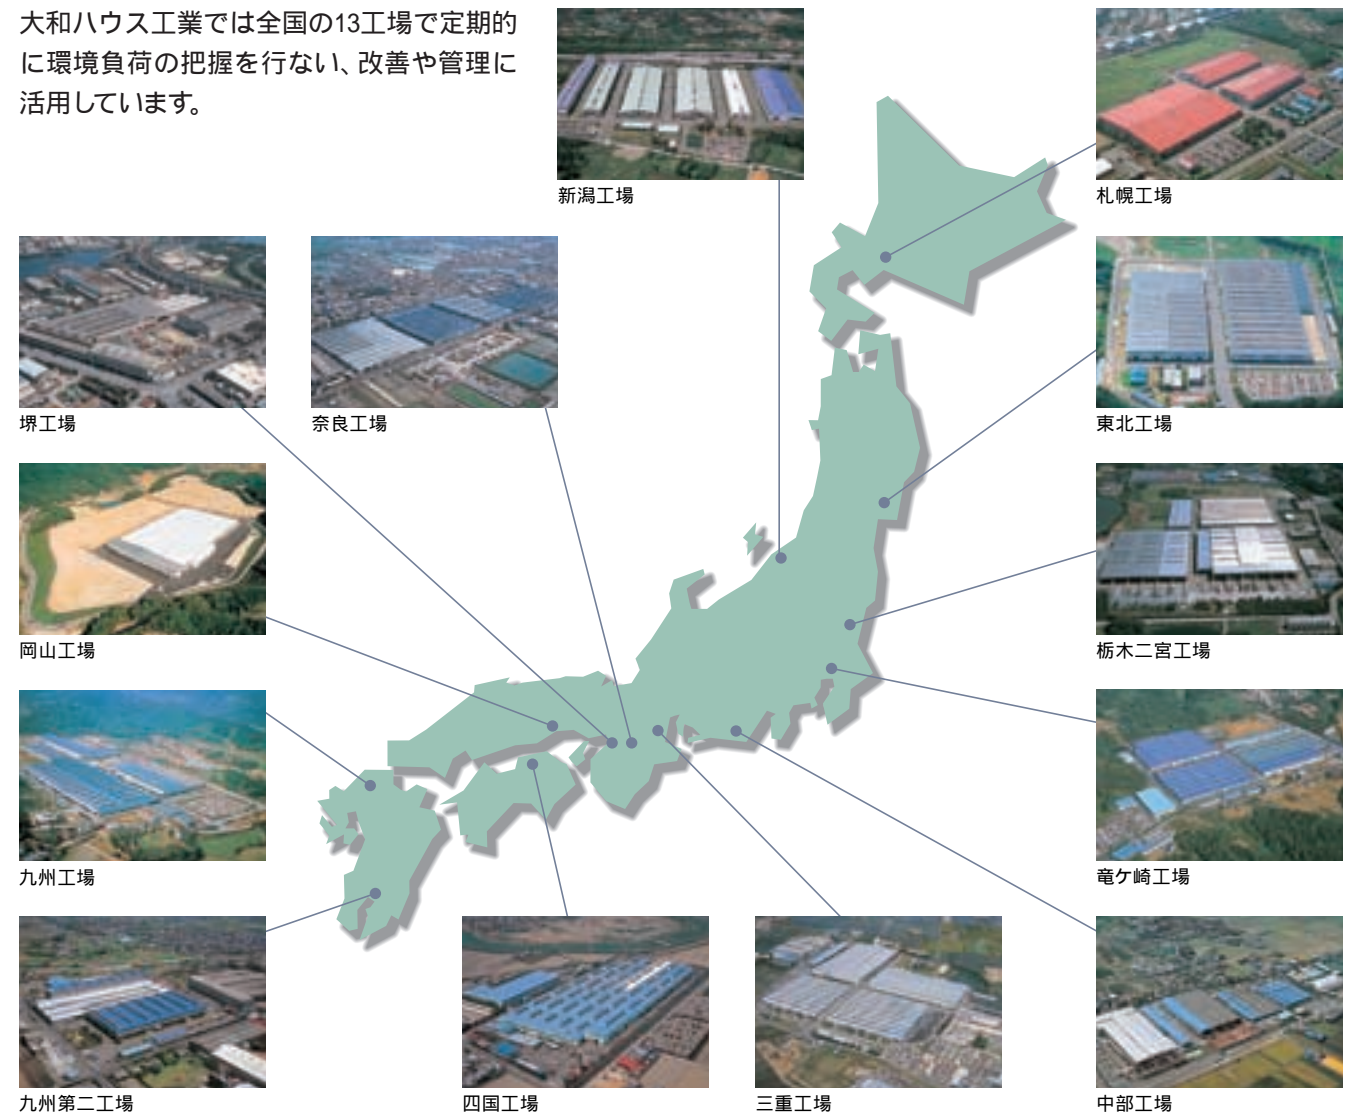 大和ハウス工業では全国の13工場で定期的
に環境負荷の把握を行ない、改善や管理に
活用しています。
新潟工場
札幌工場
堺工場
奈良工場
東北工場
岡山工場
栃木二宮工場
九州工場
竜ケ崎工場
九州第二工場
四国工場
三重工場
中部工場